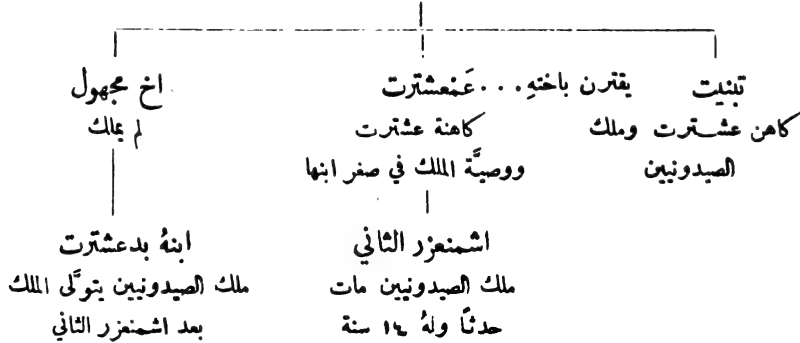 تبنيت يقترن باختهِ... عَمْعشترت اخ مجهول
كاهن عشترت وملك كاهنة عشترت لم يملك
الصيدونيين ووصيَّة الملك في صغر ابنها
اشمنعزر الثاني ابنهُ بدعشترت
ملك الصيدونيين مات ملك الصيدونيين يتولَّى الملك
حدثاً ولهُ ١٤ سنة بعد اشمنعزر الثاني